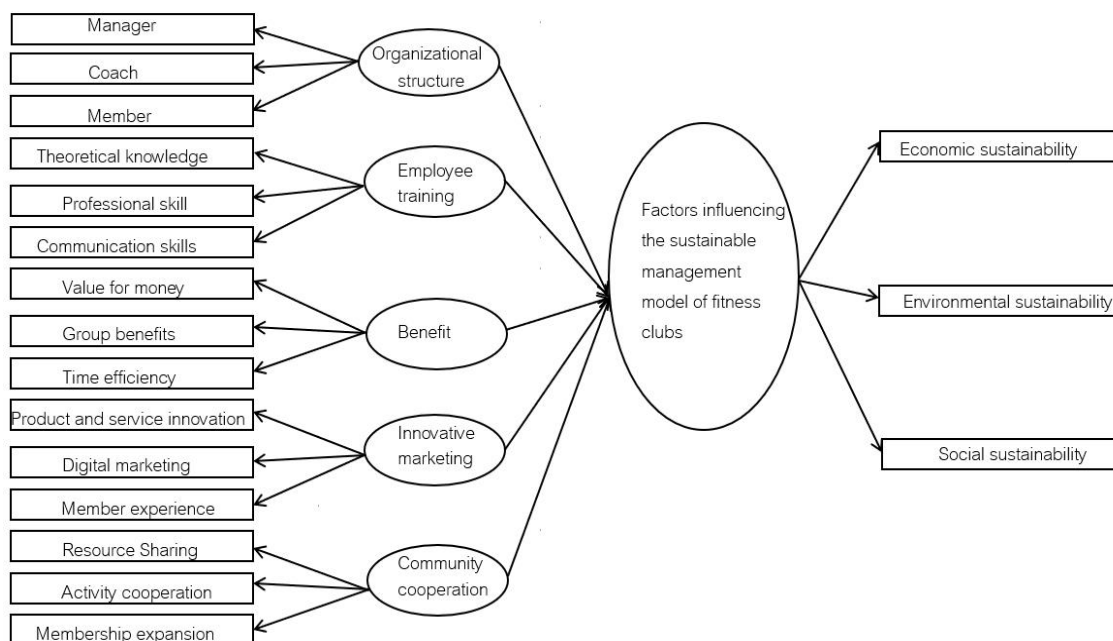 Manager
Coach
Member
Organizational
structure
Theoretical knowledge
Professional skill
Communication skills
Employee
training
Value for money
Group benefits
Time efficiency
Benefit
Product and service innovation
Digital marketing
Member experience
Innovative
marketing
Resource Sharing
Activity cooperation
Membership expansion
Community
cooperation
Factors influencing
the sustainable
management
model of fitness
clubs
Economic sustainability
Environmental sustainability
Social sustainability